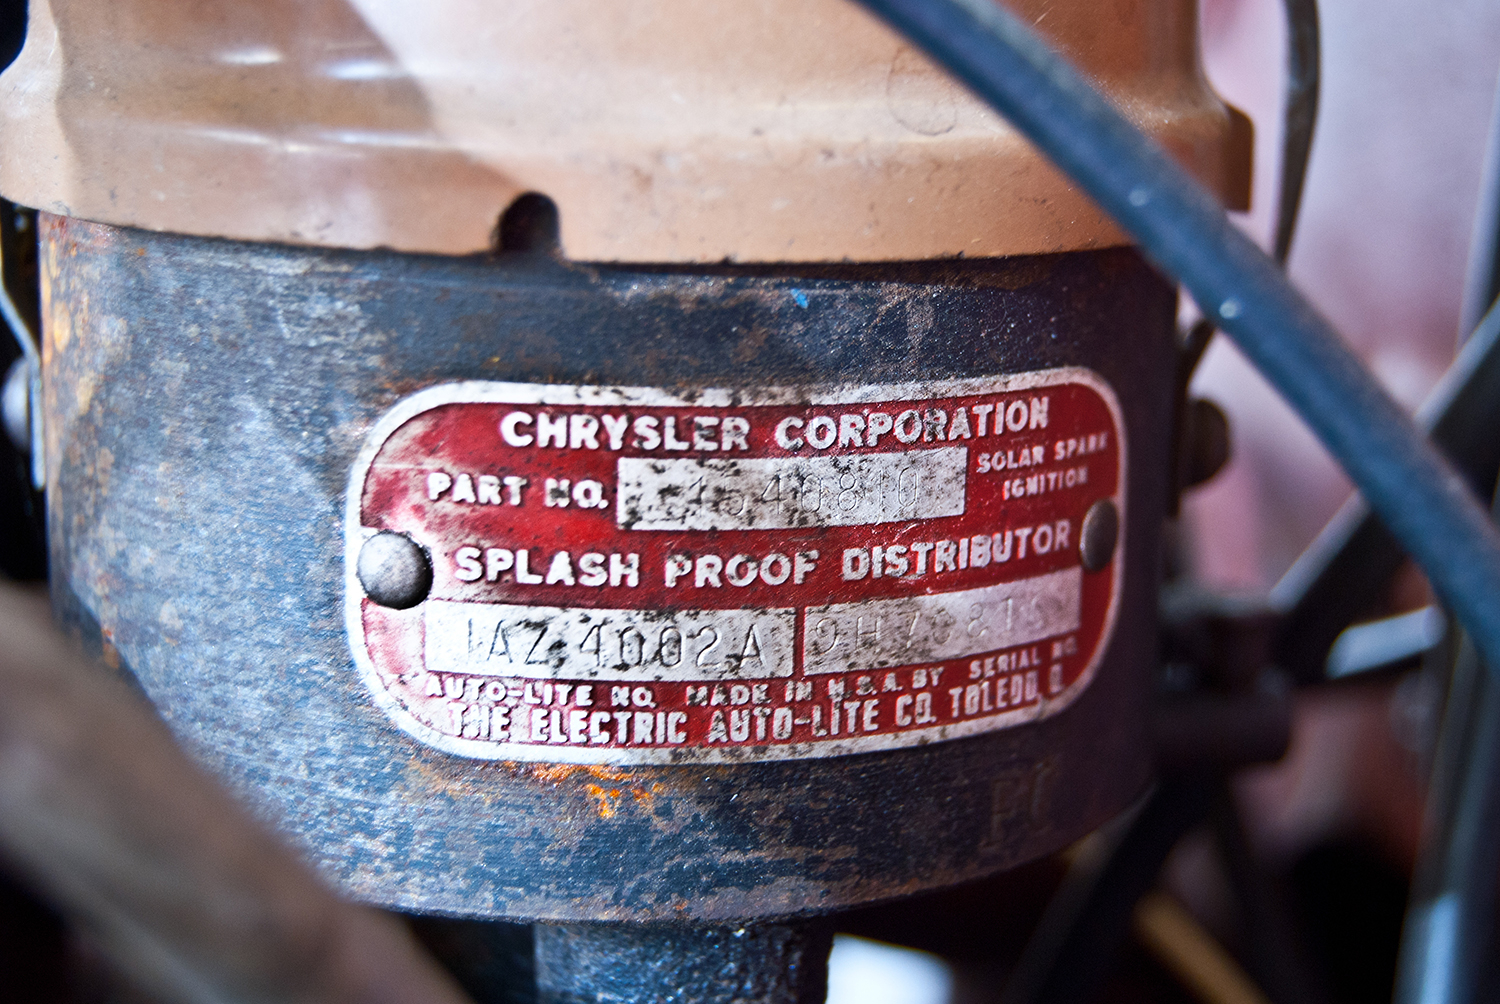 CHRYSLER CORPORATION
PART NO. 1540810
SOLAR SPARK
IGNITION
SPLASH PROOF DISTRIBUTOR
IAZ 4002A
AUTO-LITE NO. MADE IN U.S.A. BY SERIAL NO.
THE ELECTRIC AUTO-LITE CO. TOLEDO, O.